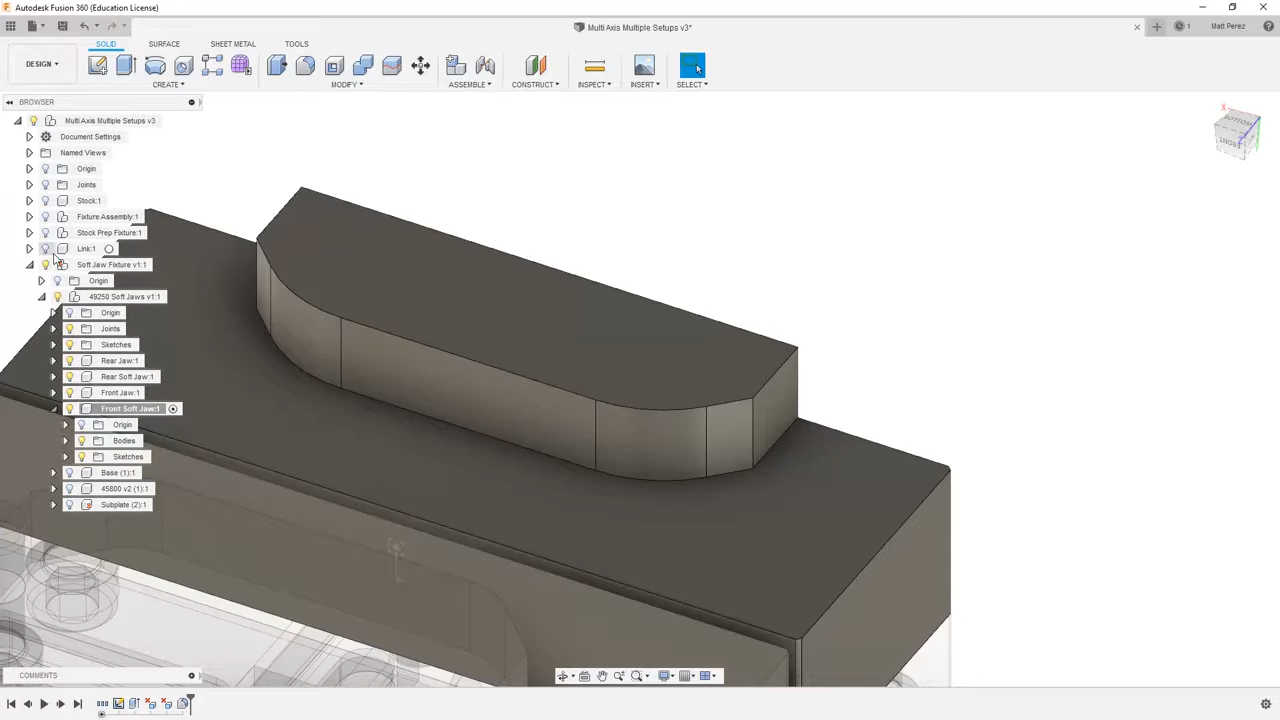 Autodesk Fusion 360 (Education License)
Multi Axis Multiple Setups v3*
1
Matt Perez
SOLID
SURFACE
SHEET METAL
TOOLS
DESIGN
CREATE
MODIFY
ASSEMBLE
CONSTRUCT
INSPECT
INSERT
SELECT
BROWSER
Multi Axis Multiple Setups v3
Document Settings
Named Views
Origin
Joints
Stock:1
Fixture Assembly:1
Stock Prep Fixture:1
Link:1
Soft Jaw Fixture v1:1
Origin
49250 Soft Jaws v1:1
Origin
Joints
Sketches
Rear Jaw:1
Rear Soft Jaw:1
Front Jaw:1
Front Soft Jaw:1
Origin
Bodies
Sketches
Base (1):1
45800 v2 (1):1
Subplate (2):1
X
BOTTOM
FRONT
COMMENTS